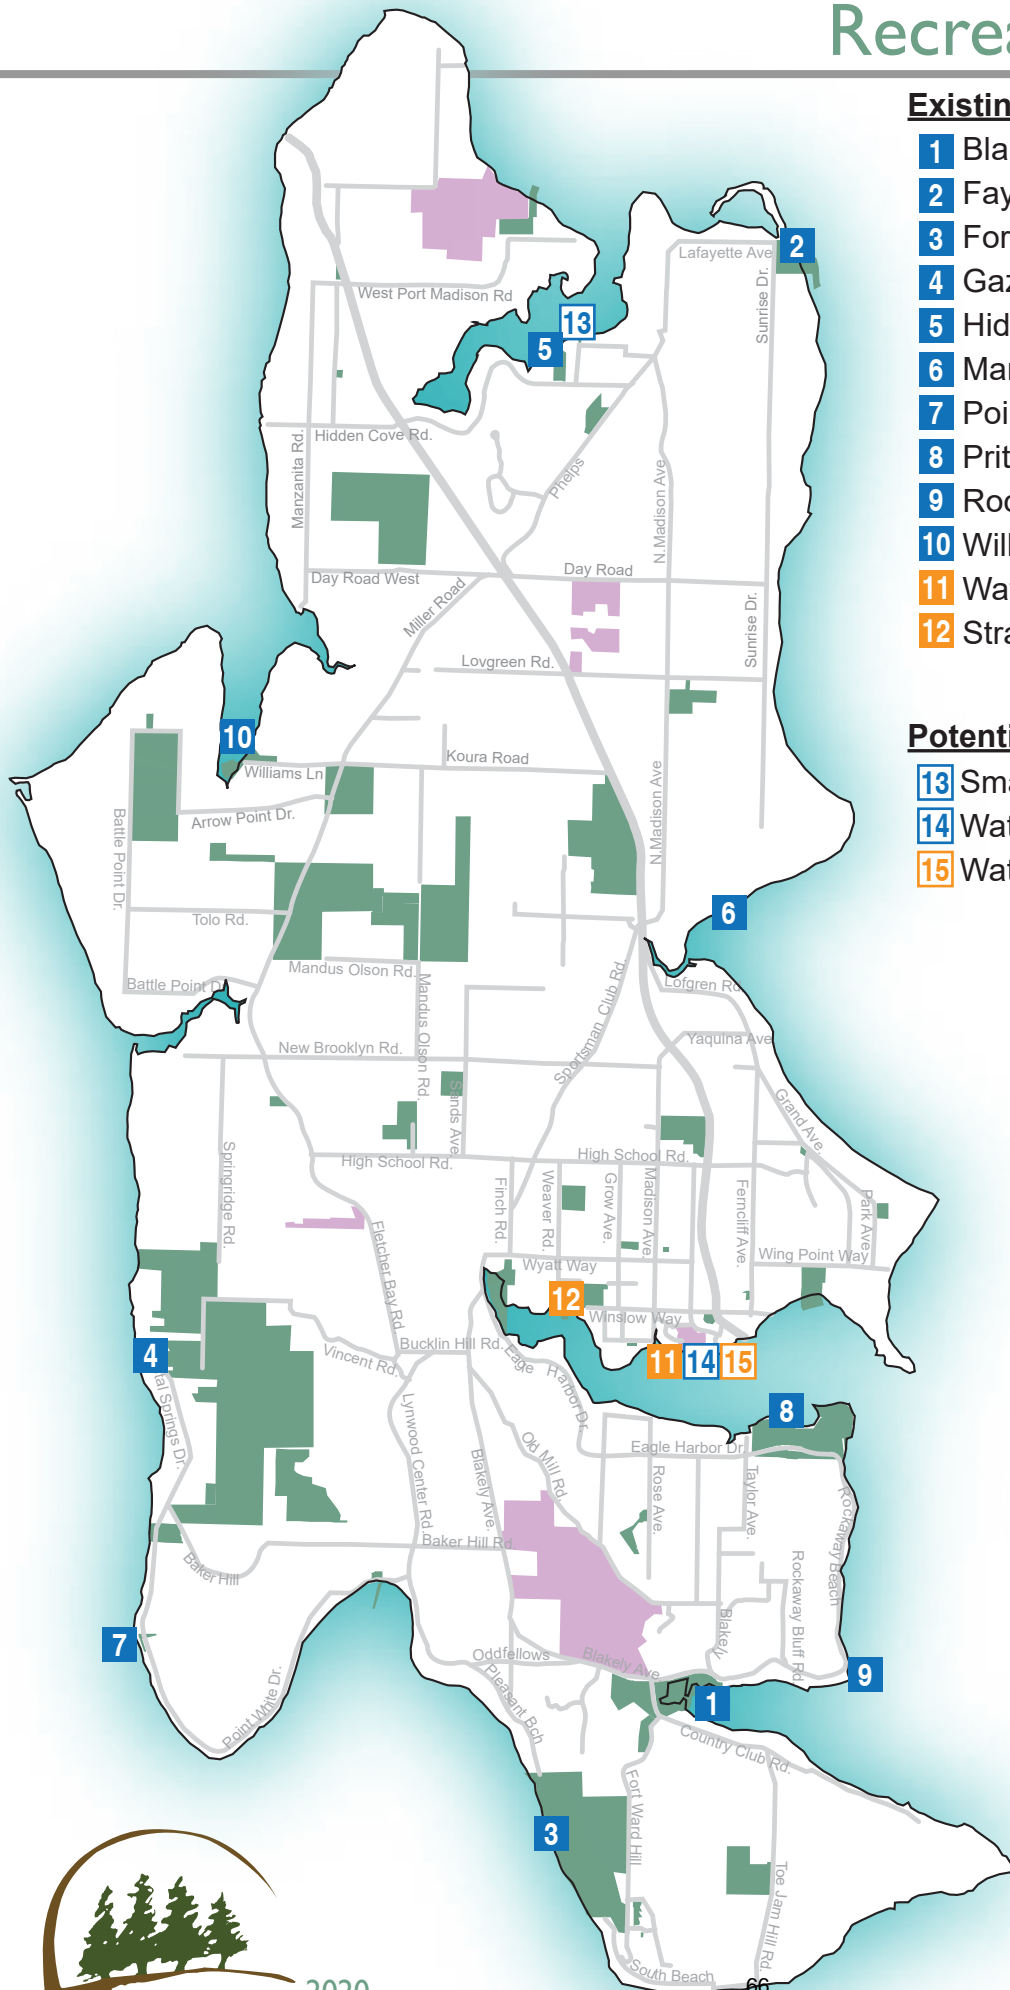 Recrea
Existin
1 Bla
2 Fay
3 For
4 Gaz
5 Hid
6 Mar
7 Poi
8 Prit
9 Roc
10 Will
11 Wat
12 Stra
Potenti
13 Sma
14 Wat
15 Wat
2
Lafayette Ave
Sunrise Dr.
West Port Madison Rd
13
5
Hidden Cove Rd.
Manzanita Rd.
Phelps
N.Madison Ave
Day Road
Day Road West
Miller Road
Sunrise Dr.
Lovgreen Rd.
10
Koura Road
Williams Ln
Arrow Point Dr.
Battle Point Dr.
N.Madison Ave
6
Tolo Rd.
Mandus Olson Rd.
Battle Point D
Mandus Olson Rd.
Sportsman Club Rd.
Lofgren Rd
Yaquina Ave
New Brooklyn Rd.
Sands Ave
Grand Ave.
Springridge Rd.
High School Rd.
High School Rd.
Finch Rd.
Weaver Rd.
Grow Ave.
Madison Ave.
Ferncliff Ave.
Park Ave.
Fletcher Bay Rd.
Wyatt Way
Wing Point Way
12
Winslow Way
Bucklin Hill Rd.
Vincent Rd.
4
tal Springs Dr.
Eage Harbor Dr.
11 14 15
8
Eagle Harbor Dr.
Lynwood Center Rd.
Blakely Ave.
Old Mill Rd.
Rose Ave.
Taylor Ave.
Rockaway Beach
Baker Hill Rd.
Baker Hill
Rockaway Bluff Rd.
Blakely
7
Oddfellows
Blakely Ave
9
Point White Dr.
Pleasant Bch
1
Country Club Rd.
Fort Ward Hill
3
Toe Jam Hill Rd.
South Beach
66
2020